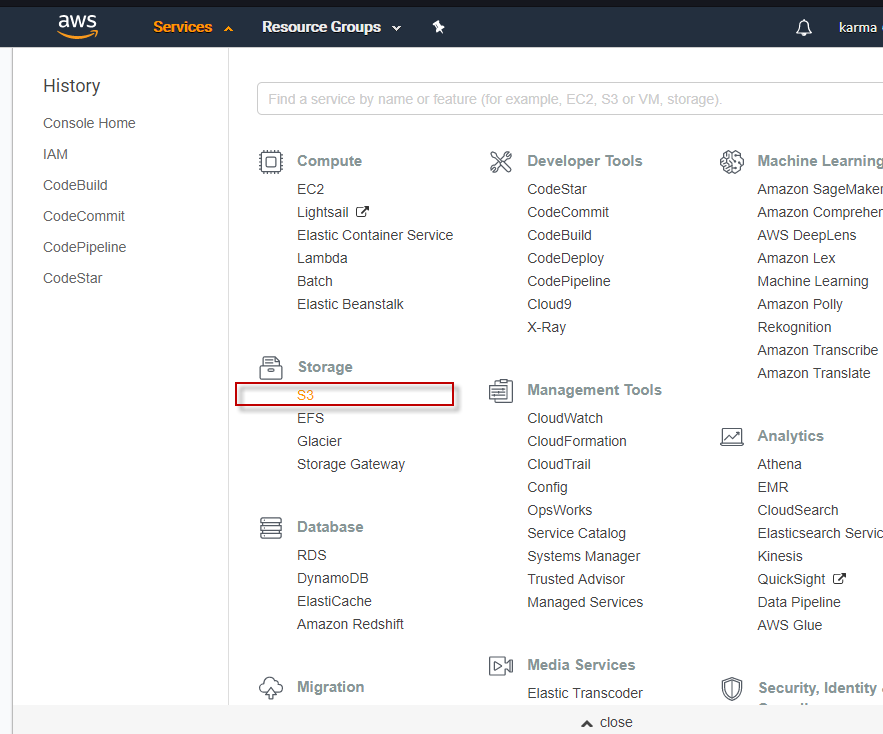 aws
Services
Resource Groups
karma
History
Console Home
IAM
CodeBuild
CodeCommit
CodePipeline
CodeStar
Find a service by name or feature (for example, EC2, S3 or VM, storage).
Compute
EC2
Lightsail
Elastic Container Service
Lambda
Batch
Elastic Beanstalk
Storage
S3
EFS
Glacier
Storage Gateway
Database
RDS
DynamoDB
ElastiCache
Amazon Redshift
Migration
Developer Tools
CodeStar
CodeCommit
CodeBuild
CodeDeploy
CodePipeline
Cloud9
X-Ray
Management Tools
CloudWatch
CloudFormation
CloudTrail
Config
OpsWorks
Service Catalog
Systems Manager
Trusted Advisor
Managed Services
Media Services
Elastic Transcoder
Machine Learning
Amazon SageMaker
Amazon Comprehen
AWS DeepLens
Amazon Lex
Machine Learning
Amazon Polly
Rekognition
Amazon Transcribe
Amazon Translate
Analytics
Athena
EMR
CloudSearch
Elasticsearch Servic
Kinesis
QuickSight
Data Pipeline
AWS Glue
Security, Identity
close